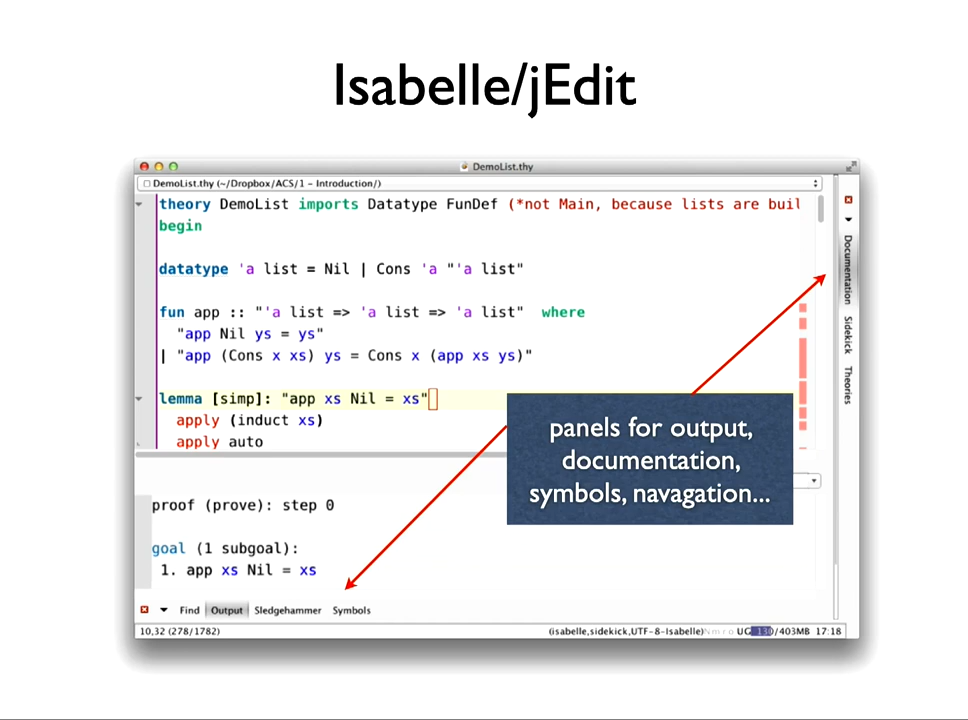 Isabelle/jEdit
DemoList.thy
DemoList.thy (~/Dropbox/ACS/1 - Introduction/)
theory DemoList imports Datatype FunDef (*not Main, because lists are buil
begin
datatype 'a list = Nil | Cons 'a "'a list"
fun app :: "'a list => 'a list => 'a list"  where
"app Nil ys = ys"
| "app (Cons x xs) ys = Cons x (app xs ys)"
lemma [simp]: "app xs Nil = xs"
apply (induct xs)
apply auto
Documentation
Sidekick
Theories
panels for output,
documentation,
symbols, navagation...
proof (prove): step 0
goal (1 subgoal):
1. app xs Nil = xs
Find Output Sledgehammer Symbols
10,32 (278/1782)
(isabelle,sidekick,UTF-8-Isabelle) UG 130/403MB 17:18